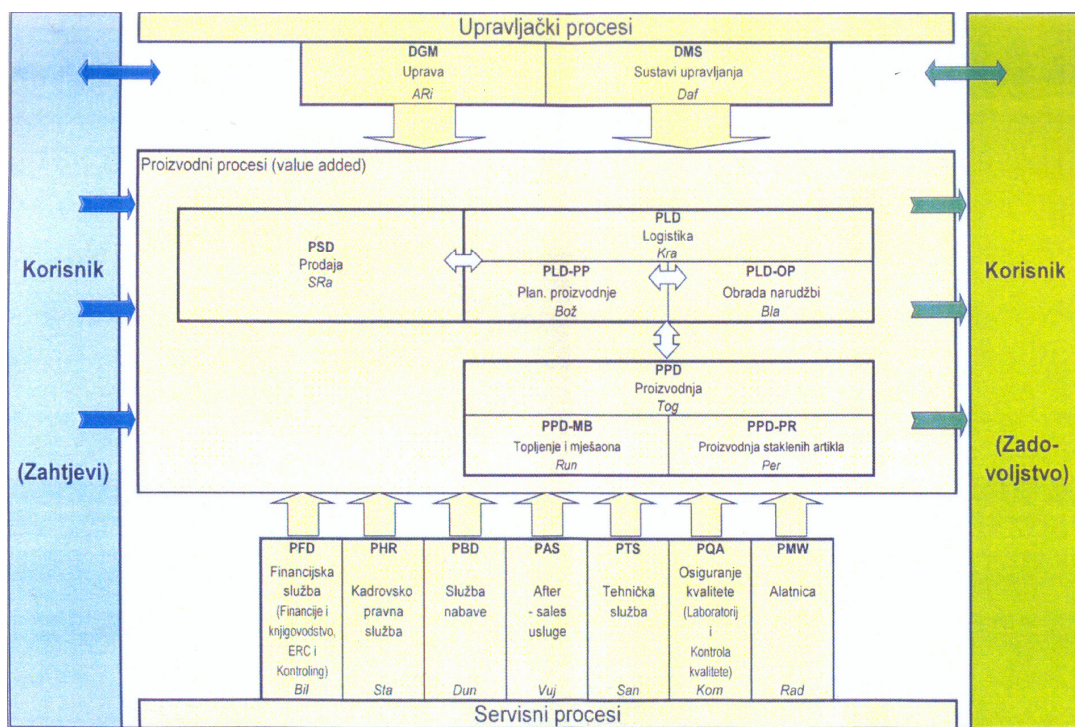 Upravljački procesi
DGM
Uprava
ARi
DMS
Sustavi upravljanja
Daf
Korisnik
(Zahtjevi)
Proizvodni procesi (value added)
PSD
Prodaja
SRa
PLD
Logistika
Kra
PLD-PP
Plan. proizvodnje
Bož
PLD-OP
Obrada narudžbi
Bla
PPD
Proizvodnja
Tog
PPD-MB
Topljenje i mješaona
Run
PPD-PR
Proizvodnja staklenih artikla
Per
Korisnik
(Zado-
voljstvo)
PFD
Financijska
služba
(Financije i
knjigovodstvo,
ERC i
Kontroling)
Bil
PHR
Kadrovsko
pravna
služba
Sta
PBD
Služba
nabave
Dun
PAS
After
- sales
usluge
Vuj
PTS
Tehnička
služba
San
PQA
Osiguranje
kvalitete
(Laboratorij
i
Kontrola
kvalitete)
Kom
PMW
Alatnica
Rad
Servisni procesi